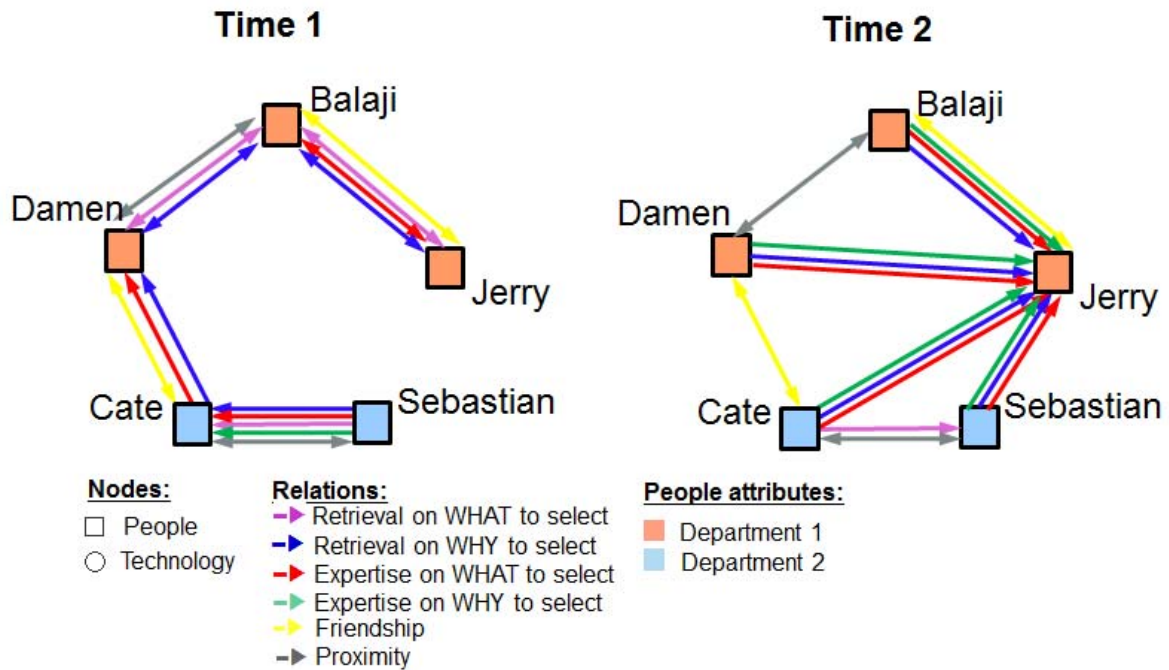 Time 1
Time 2
Balaji
Damen
Jerry
Cate
Sebastian
Balaji
Damen
Jerry
Cate
Sebastian
Nodes:
People
Technology
Relations:
Retrieval on WHAT to select
Retrieval on WHY to select
Expertise on WHAT to select
Expertise on WHY to select
Friendship
Proximity
People attributes:
Department 1
Department 2